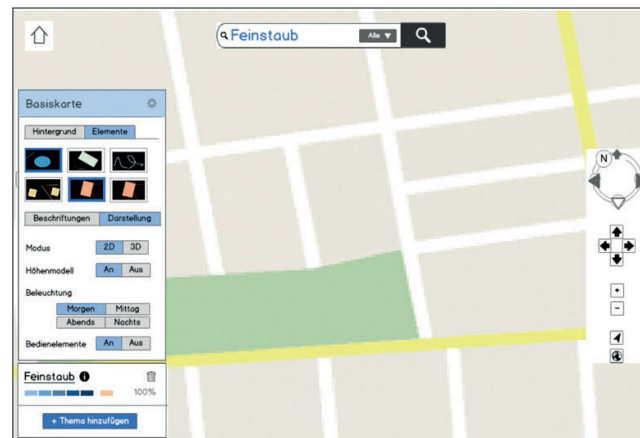 Feinstaub
Alle ▼
Basiskarte
Hintergrund Elemente
Beschriftungen Darstellung
Modus 2D 3D
Höhenmodell An Aus
Beleuchtung
Morgen Mittag
Abends Nachts
Bedienelemente An Aus
Feinstaub
100%
+ Thema hinzufügen
N
+
−